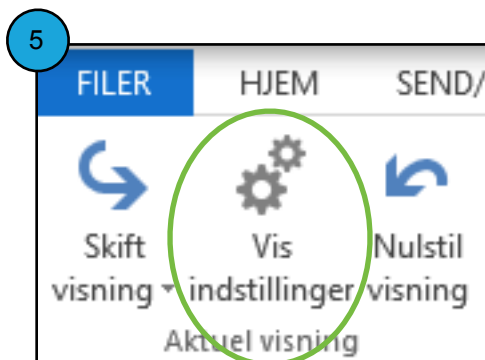 5
FILER HJEM SEND/
Skift Vis Nulstil
visning indstillinger visning
Aktuel visning